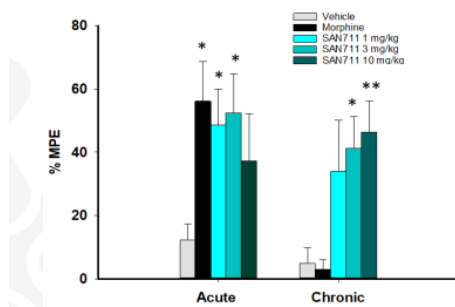 Vehicle
Morphine
SAN711 1 mg/kg
SAN711 3 mg/kg
SAN711 10 mg/kg
80
60
40
20
0
% MPE
*
*
*
*
**
Acute
Chronic